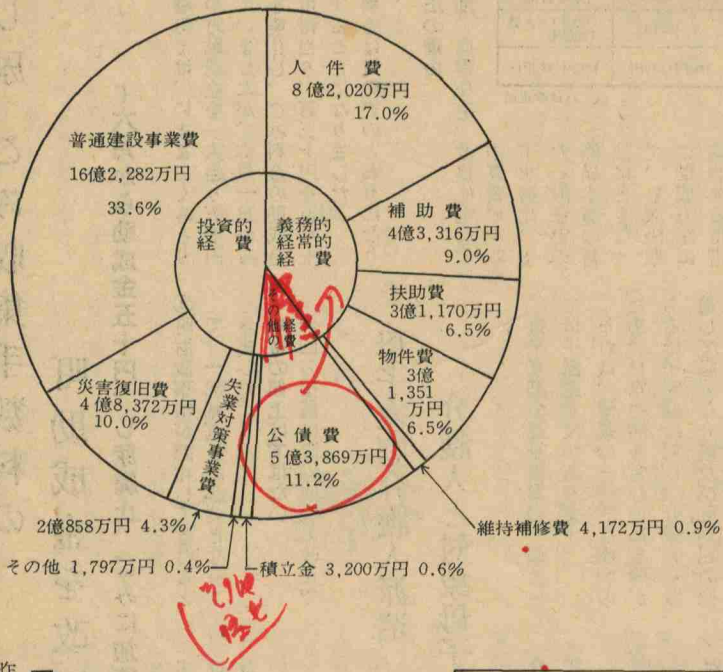 人件費
8億2,020万円
17.0%
普通建設事業費
16億2,282万円
33.6%
投資的
経費
義務的
経常的
経費
補助費
4億3,316万円
9.0%
扶助費
3億1,170万円
6.5%
物件費
3億
1,351
万円
6.5%
その他の
経費
災害復旧費
4億8,372万円
10.0%
失業対策事業費
公債費
5億3,869万円
11.2%
2億858万円 4.3%
維持補修費 4,172万円 0.9%
その他 1,797万円 0.4%
積立金 3,200万円 0.6%